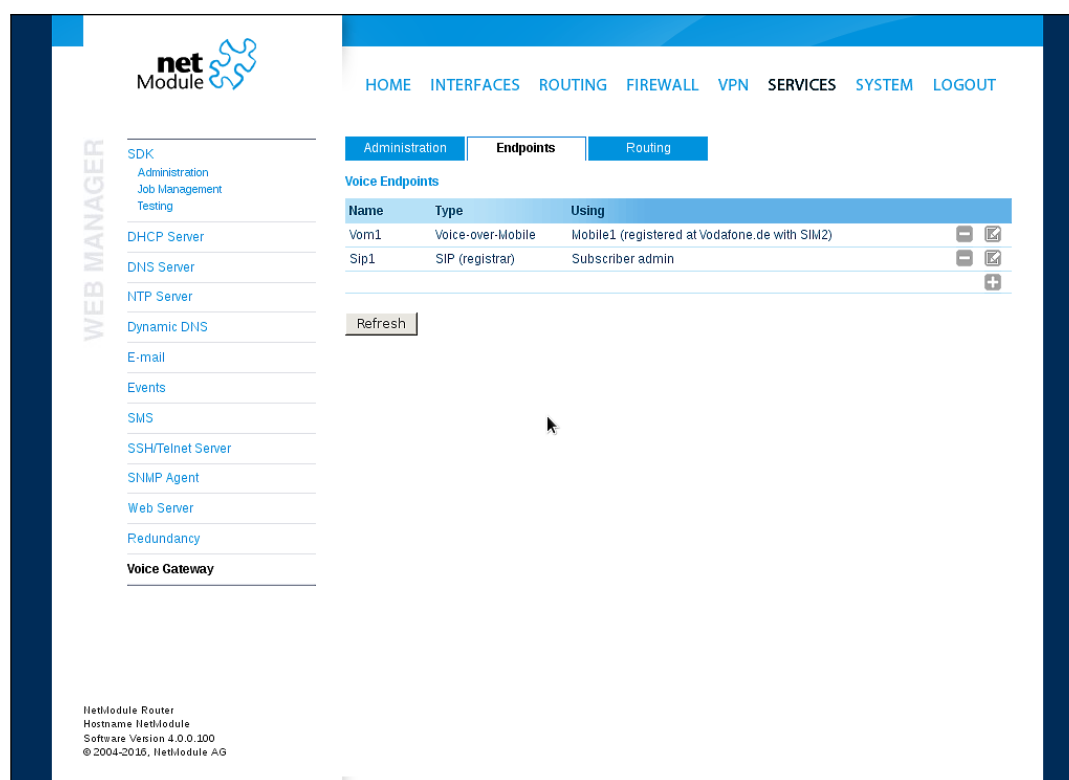 net
Module
HOME INTERFACES ROUTING FIREWALL VPN SERVICES SYSTEM LOGOUT
WEB MANAGER
SDK
Administration
Job Management
Testing
DHCP Server
DNS Server
NTP Server
Dynamic DNS
E-mail
Events
SMS
SSH/Telnet Server
SNMP Agent
Web Server
Redundancy
Voice Gateway
Administration Endpoints Routing
Voice Endpoints
Name Type Using
Vom1 Voice-over-Mobile Mobile1 (registered at Vodafone.de with SIM2)
Sip1 SIP (registrar) Subscriber admin
Refresh
NetModule Router
Hostname NetModule
Software Version 4.0.0.100
© 2004-2016, NetModule AG